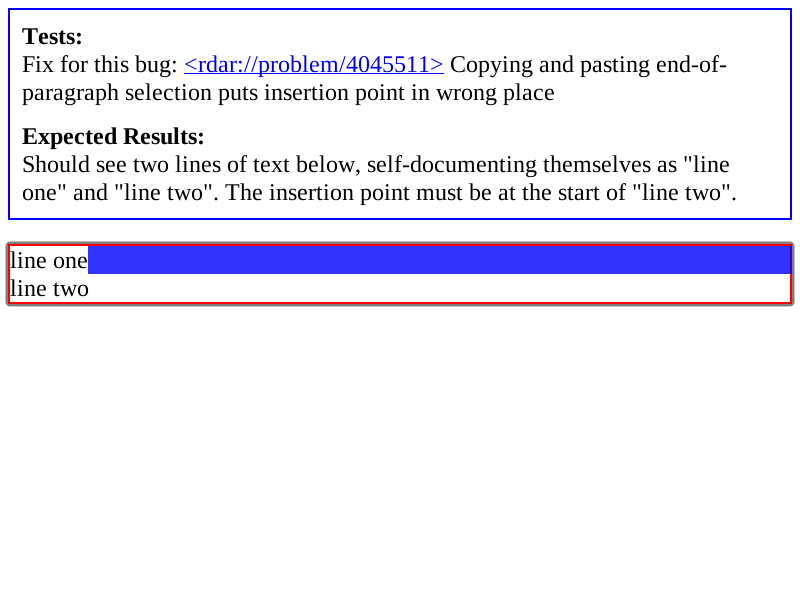 Tests:
Fix for this bug: <rdar://problem/4045511> Copying and pasting end-of-
paragraph selection puts insertion point in wrong place
Expected Results:
Should see two lines of text below, self-documenting themselves as "line
one" and "line two". The insertion point must be at the start of "line two".
line one
line two